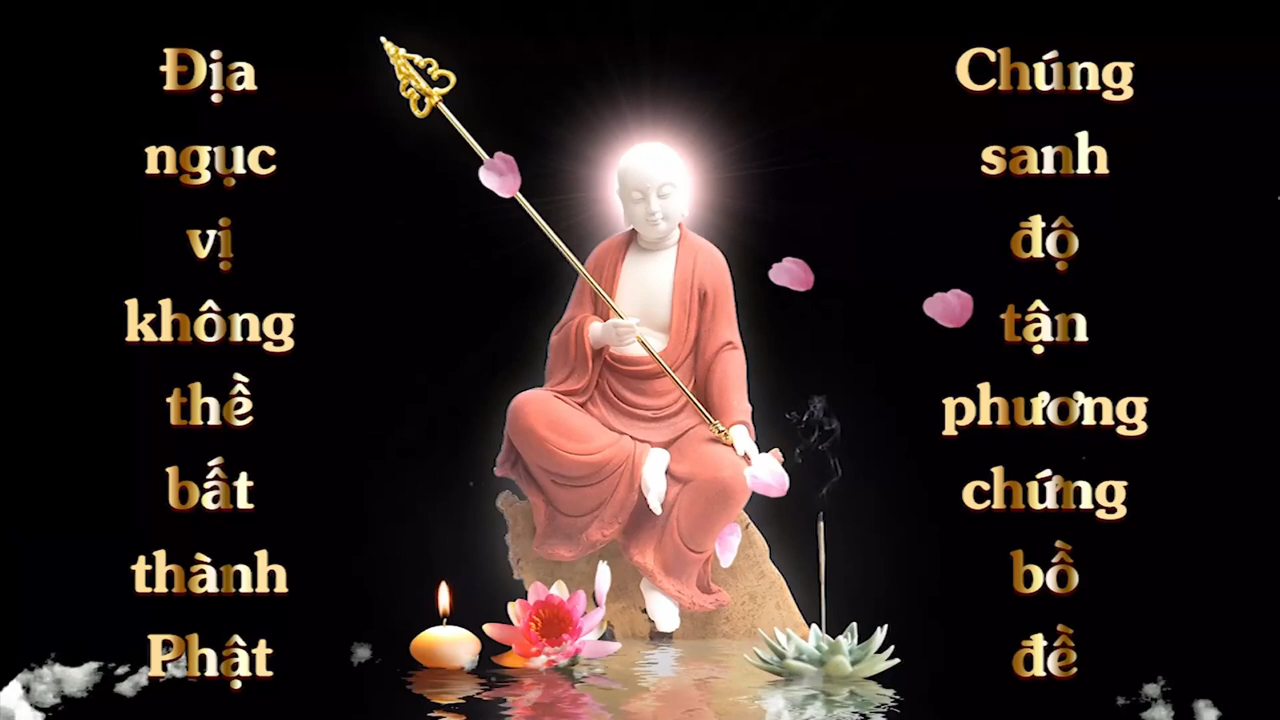 Địa
ngục
vị
không
thề
bất
thành
Phật
Chúng
sanh
độ
tận
phương
chứng
bồ
đề